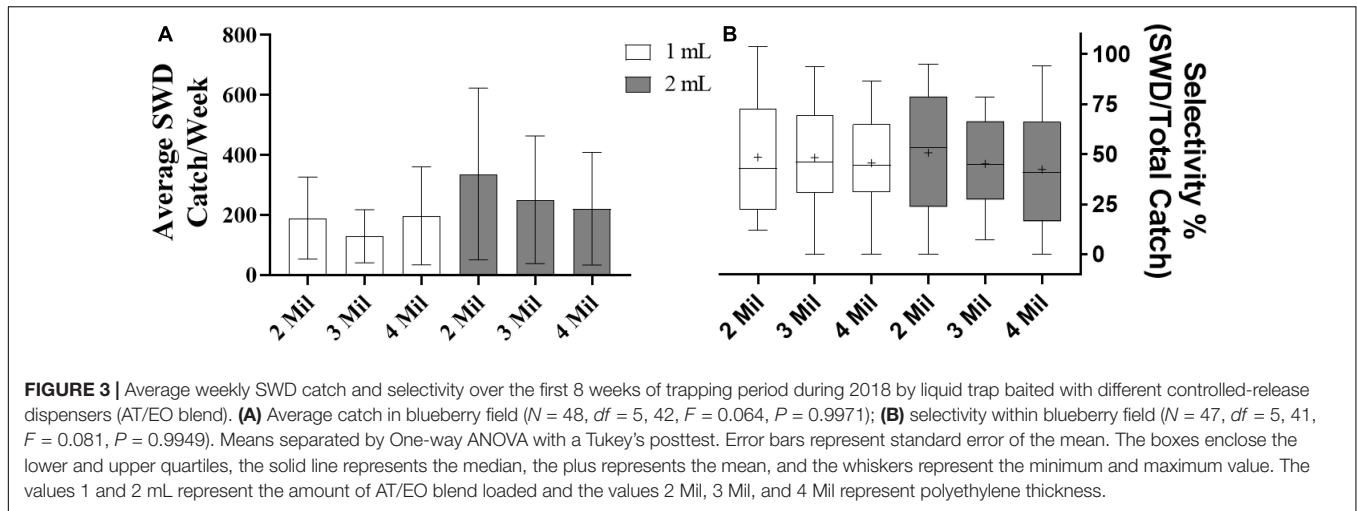 A
B
800
600
400
200
0
Average SWD
Catch/Week
1 mL
2 mL
2 Mil
3 Mil
4 Mil
2 Mil
3 Mil
4 Mil
100
75
50
25
0
Selectivity %
(SWD/Total Catch)
2 Mil
3 Mil
4 Mil
2 Mil
3 Mil
4 Mil
FIGURE 3 | Average weekly SWD catch and selectivity over the first 8 weeks of trapping period during 2018 by liquid trap baited with different controlled-release
dispensers (AT/EO blend). (A) Average catch in blueberry field (N = 48, df = 5, 42, F = 0.064, P = 0.9971); (B) selectivity within blueberry field (N = 47, df = 5, 41,
F = 0.081, P = 0.9949). Means separated by One-way ANOVA with a Tukey's posttest. Error bars represent standard error of the mean. The boxes enclose the
lower and upper quartiles, the solid line represents the median, the plus represents the mean, and the whiskers represent the minimum and maximum value. The
values 1 and 2 mL represent the amount of AT/EO blend loaded and the values 2 Mil, 3 Mil, and 4 Mil represent polyethylene thickness.